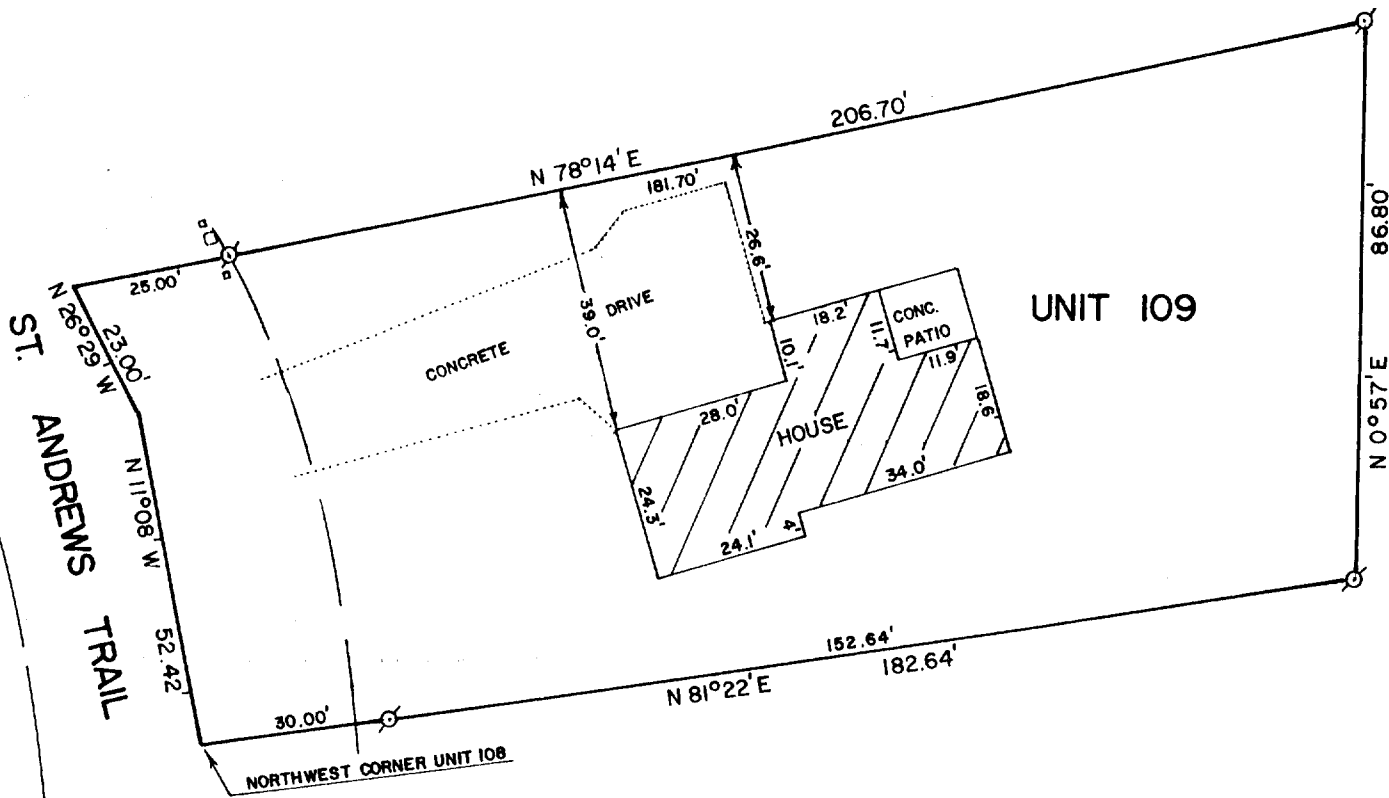 206.70'
N 78°14' E
181.70'
86.80'
N 0°57' E
25.00'
26.6'
39.0'
DRIVE
CONCRETE
UNIT 109
18.2'
CONC.
PATIO
11.7'
11.9'
10.1'
28.0'
HOUSE
18.6'
34.0'
24.3'
24.1'
4'
N 26°29' W
23.00'
ST. ANDREWS TRAIL
N 11°08' W
52.42'
152.64'
182.64'
N 81°22' E
30.00'
NORTHWEST CORNER UNIT 108